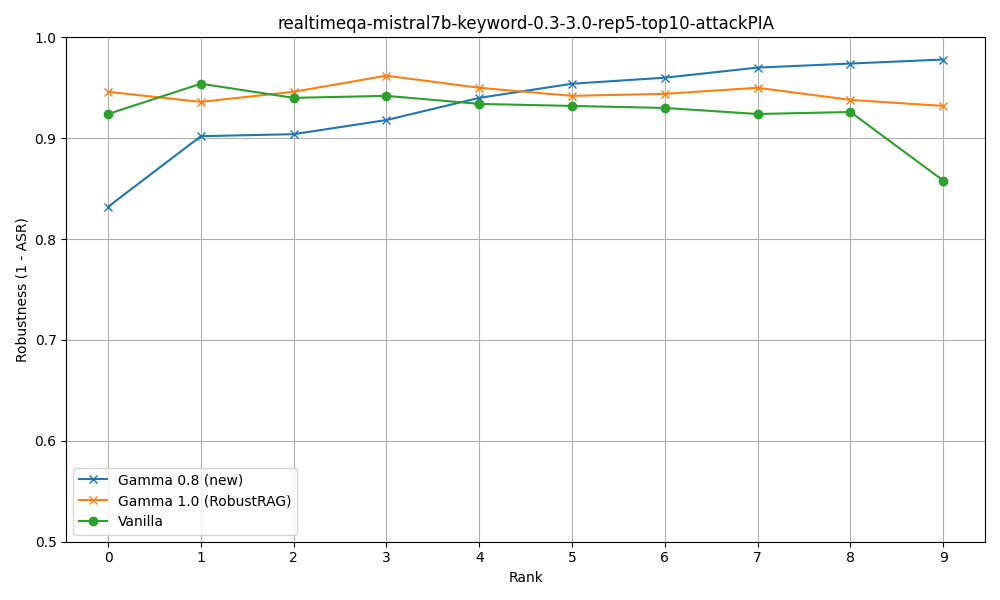 realtimeqa-mistral7b-keyword-0.3-3.0-rep5-top10-attackPIA
Robustness (1 - ASR)
1.0
0.9
0.8
0.7
0.6
0.5
Gamma 0.8 (new)
Gamma 1.0 (RobustRAG)
Vanilla
0 1 2 3 4 5 6 7 8 9
Rank